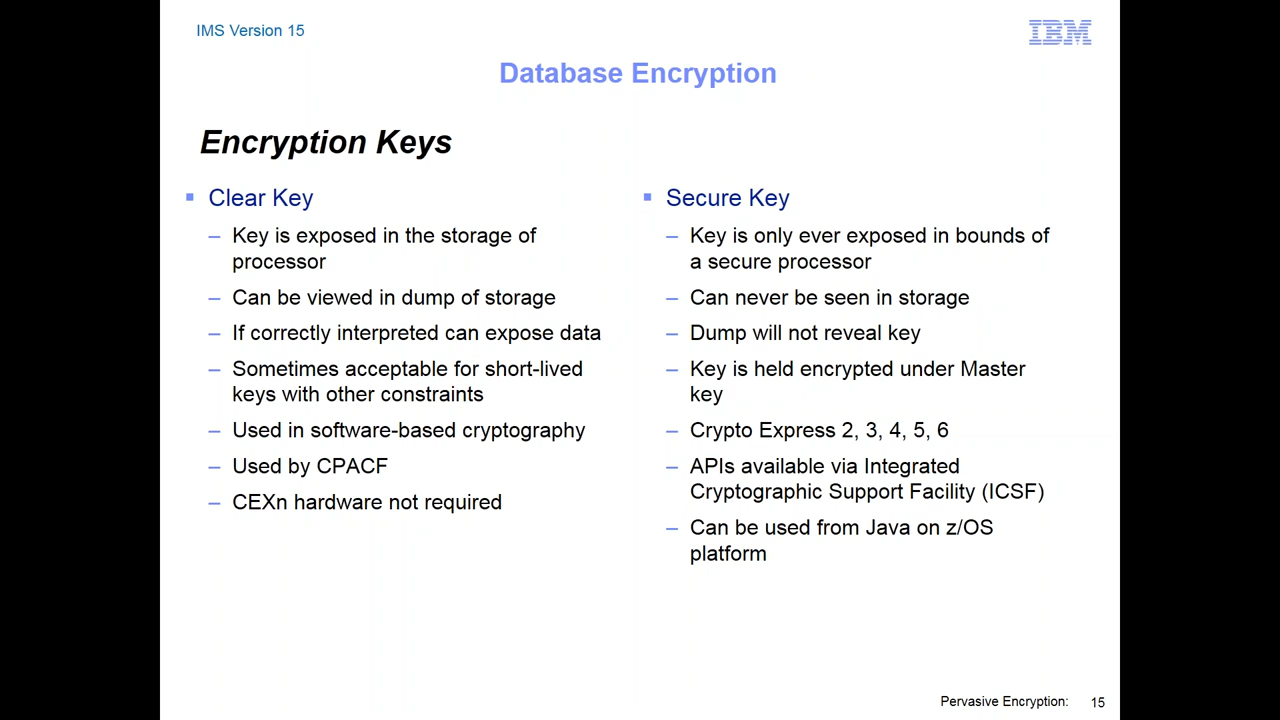 IMS Version 15
IBM
Database Encryption
Encryption Keys
Clear Key
– Key is exposed in the storage of
processor
– Can be viewed in dump of storage
– If correctly interpreted can expose data
– Sometimes acceptable for short-lived
keys with other constraints
– Used in software-based cryptography
– Used by CPACF
– CEXn hardware not required
Secure Key
– Key is only ever exposed in bounds of
a secure processor
– Can never be seen in storage
– Dump will not reveal key
– Key is held encrypted under Master
key
– Crypto Express 2, 3, 4, 5, 6
– APIs available via Integrated
Cryptographic Support Facility (ICSF)
– Can be used from Java on z/OS
platform
Pervasive Encryption: 15